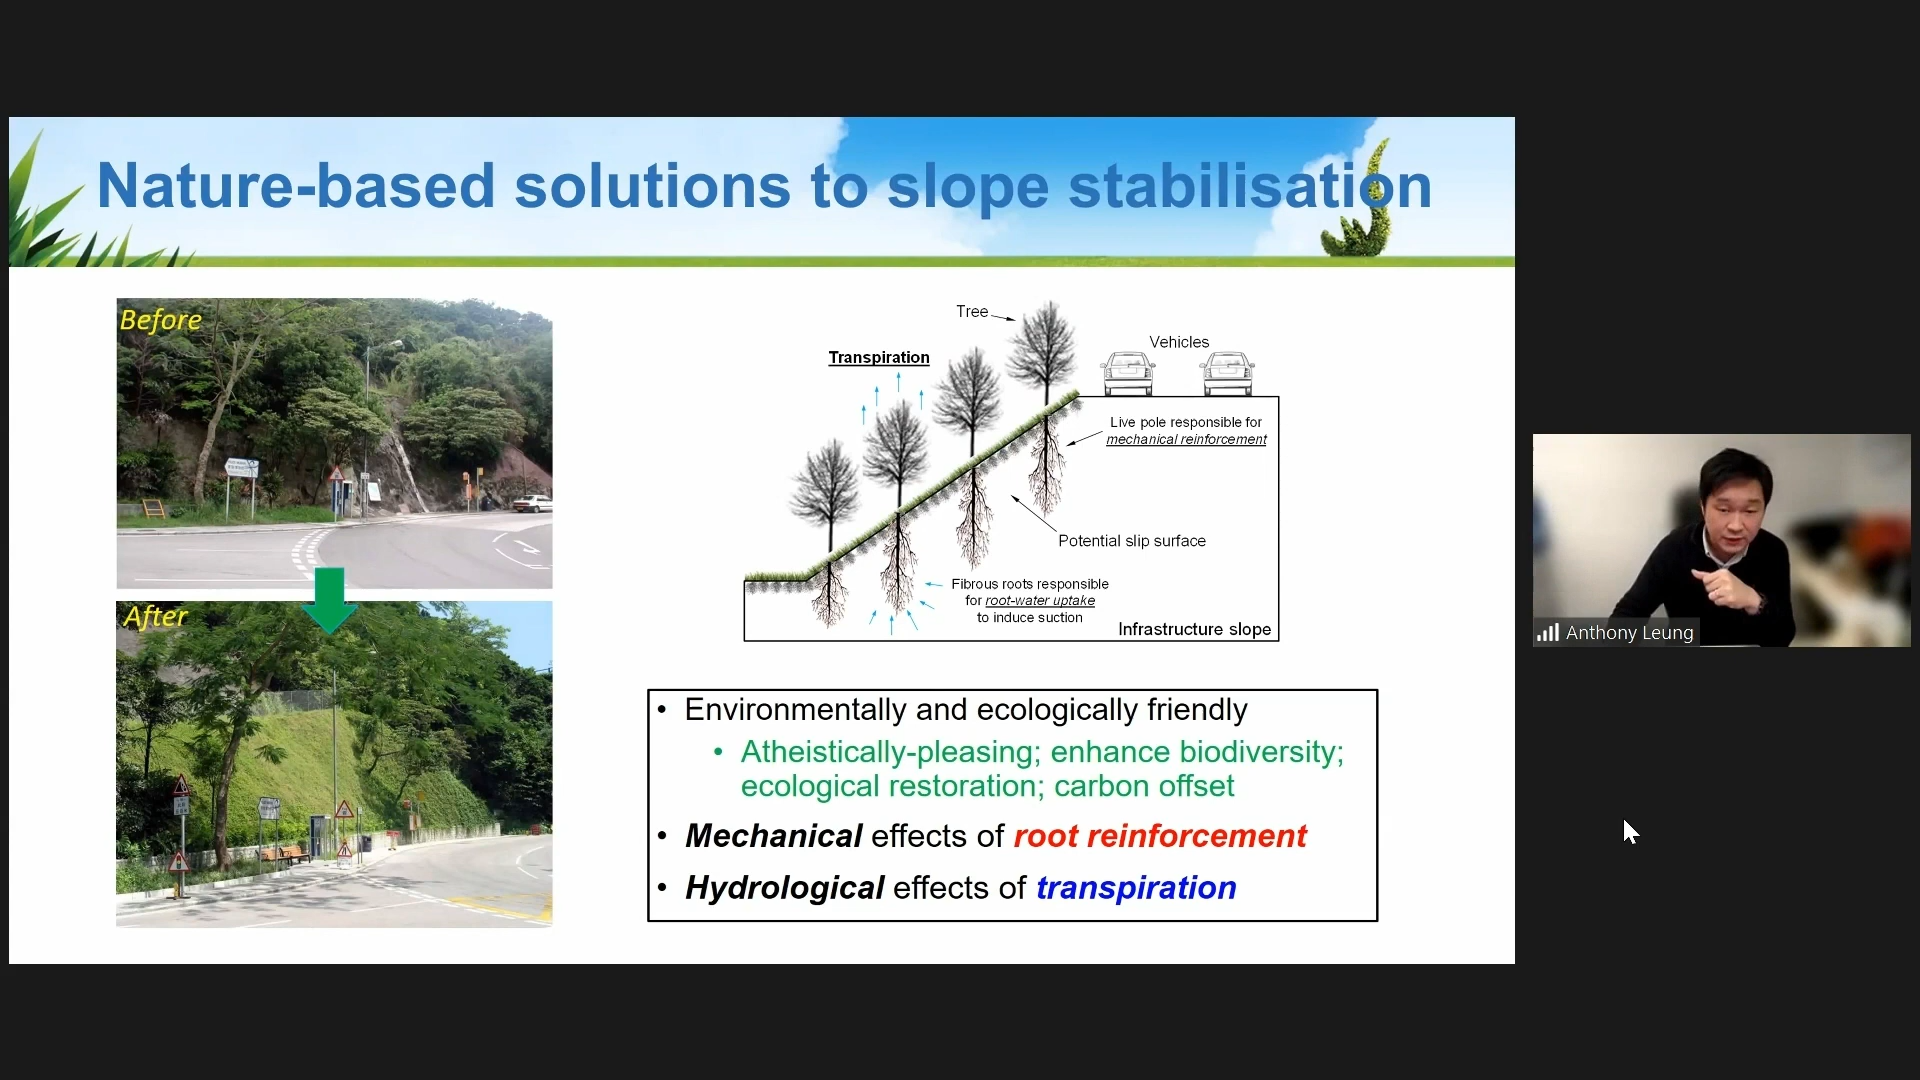 Nature-based solutions to slope stabilisation
Before
After
Tree
Transpiration
Vehicles
Live pole responsible for
mechanical reinforcement
Potential slip surface
Fibrous roots responsible
for root-water uptake
to induce suction
Infrastructure slope
• Environmentally and ecologically friendly
• Atheistically-pleasing; enhance biodiversity;
ecological restoration; carbon offset
• Mechanical effects of root reinforcement
• Hydrological effects of transpiration
Anthony Leung